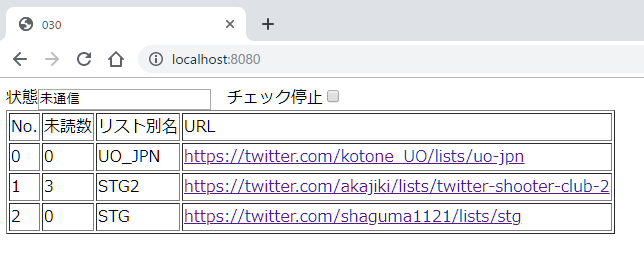 030
localhost:8080
状態 未通信 チェック停止
No. 未読数 リスト別名 URL
0 0 UO_JPN https://twitter.com/kotone_UO/lists/uo-jpn
1 3 STG2 https://twitter.com/akajiki/lists/twitter-shooter-club-2
2 0 STG https://twitter.com/shaguma1121/lists/stg